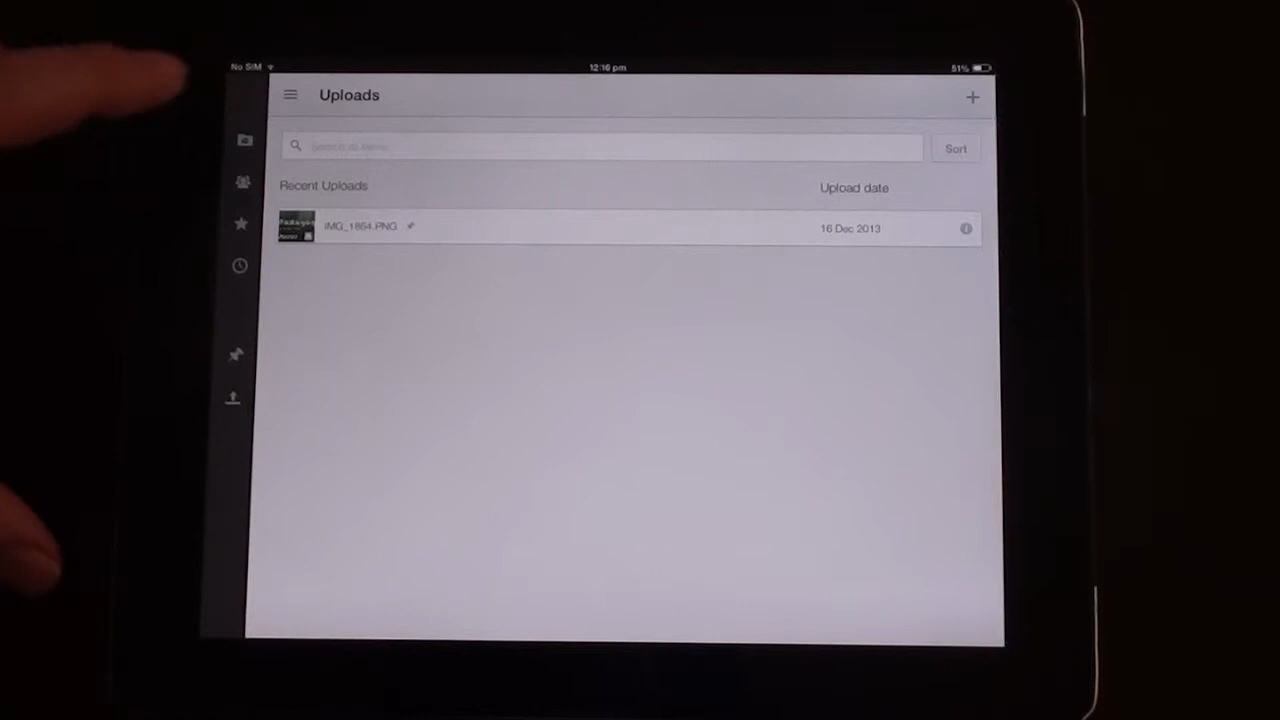 No SIM
12:16 pm
51%
Uploads
Sort
Recent Uploads
Upload date
IMG_1864.PNG
16 Dec 2013